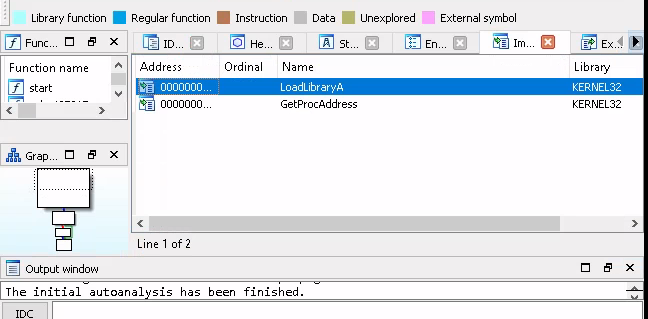 Library function Regular function Instruction Data Unexplored External symbol
Func...
ID... He... St... En... Im... Ex...
Function name
Address Ordinal Name Library
start
0000000... LoadLibraryA KERNEL32
0000000... GetProcAddress KERNEL32
Grap...
Line 1 of 2
Output window
The initial autoanalysis has been finished.
IDC